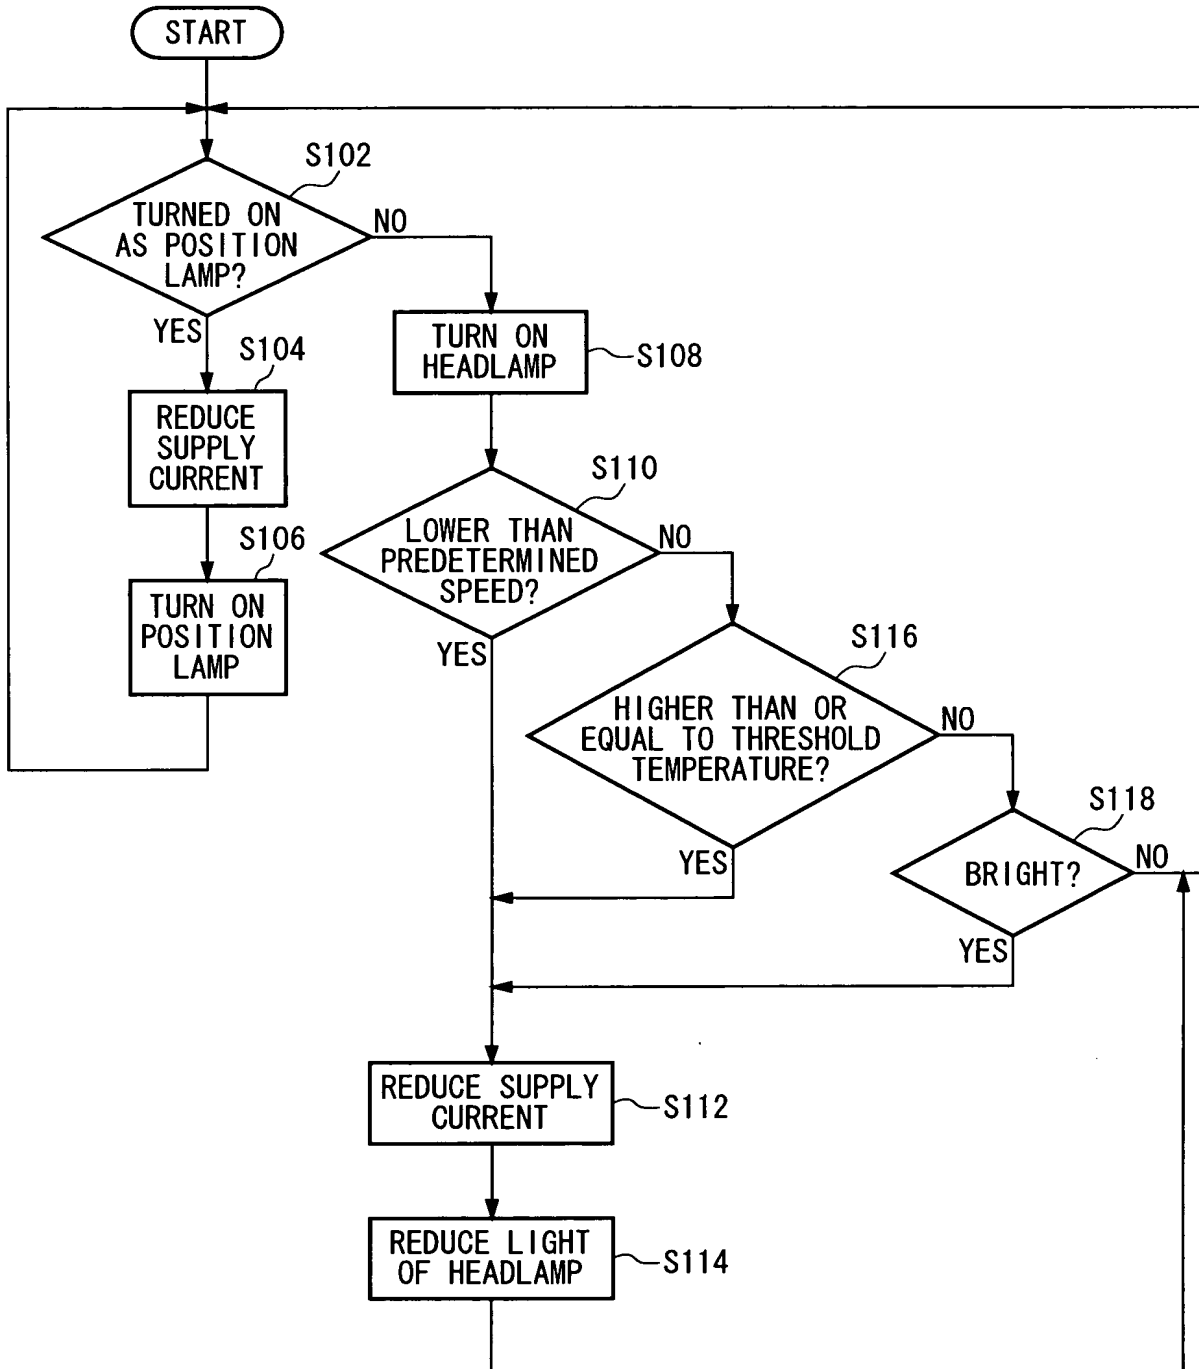 START
S102
TURNED ON
AS POSITION
LAMP?
NO
YES
S104
REDUCE
SUPPLY
CURRENT
S106
TURN ON
POSITION
LAMP
TURN ON
HEADLAMP
S108
S110
LOWER THAN
PREDETERMINED
SPEED?
NO
YES
S116
HIGHER THAN OR
EQUAL TO THRESHOLD
TEMPERATURE?
NO
YES
S118
BRIGHT?
NO
YES
REDUCE SUPPLY
CURRENT
S112
REDUCE LIGHT
OF HEADLAMP
S114